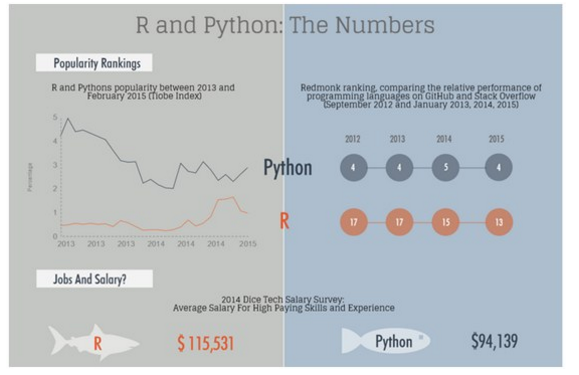 R and Python: The Numbers
Popularity Rankings
R and Pythons popularity between 2013 and
February 2015 (Tiobe Index)
Redmonk ranking, comparing the relative performance of
programming languages on GitHub and Stack Overflow
(September 2012 and January 2013, 2014, 2015)
5
4
3
2
1
0
Percentage
2013 2013 2013 2014 2014 2014 2015
2012 2013 2014 2015
Python 4 4 5 4
R 17 17 15 13
Jobs And Salary?
2014 Dice Tech Salary Survey:
Average Salary For High Paying Skills and Experience
R $115,531
Python $94,139